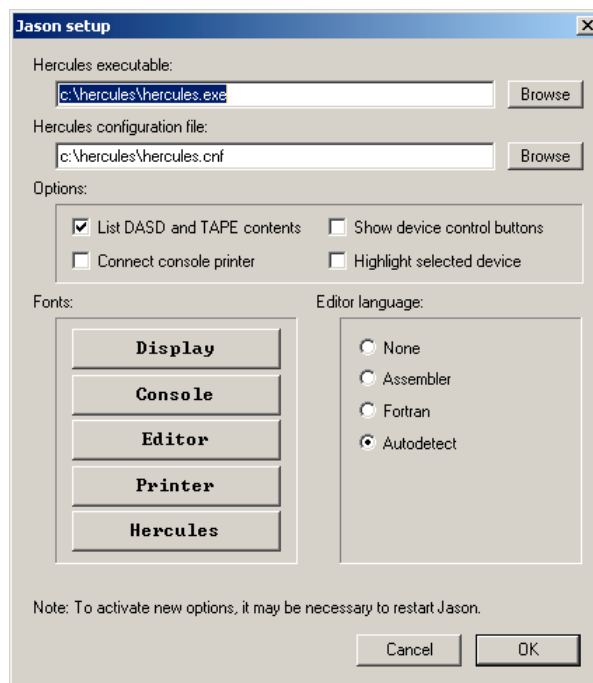 Jason setup
Hercules executable:
c:\hercules\hercules.exe
Browse
Hercules configuration file:
c:\hercules\hercules.cnf
Browse
Options:
List DASD and TAPE contents
Show device control buttons
Connect console printer
Highlight selected device
Fonts:
Display
Console
Editor
Printer
Hercules
Editor language:
None
Assembler
Fortran
Autodetect
Note: To activate new options, it may be necessary to restart Jason.
Cancel
OK